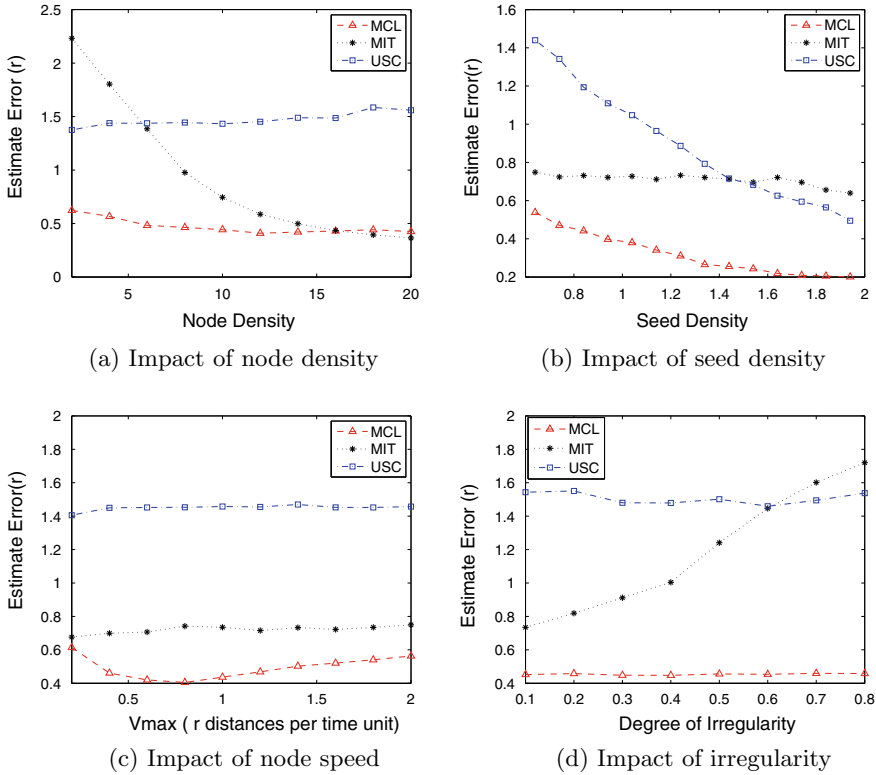 2.5
2
1.5
1
0.5
0
Estimate Error (r)
MCL
MIT
USC
5
10
15
20
Node Density
(a) Impact of node density
1.6
1.4
1.2
1
0.8
0.6
0.4
0.2
Estimate Error(r)
MCL
MIT
USC
0.8
1
1.2
1.4
1.6
1.8
2
Seed Density
(b) Impact of seed density
2
1.8
1.6
1.4
1.2
1
0.8
0.6
0.4
Estimate Error(r)
MCL
MIT
USC
0.5
1
1.5
2
Vmax ( r distances per time unit)
(c) Impact of node speed
2
1.8
1.6
1.4
1.2
1
0.8
0.6
0.4
Estimate Error (r)
MCL
MIT
USC
0.1
0.2
0.3
0.4
0.5
0.6
0.7
0.8
Degree of Irregularity
(d) Impact of irregularity